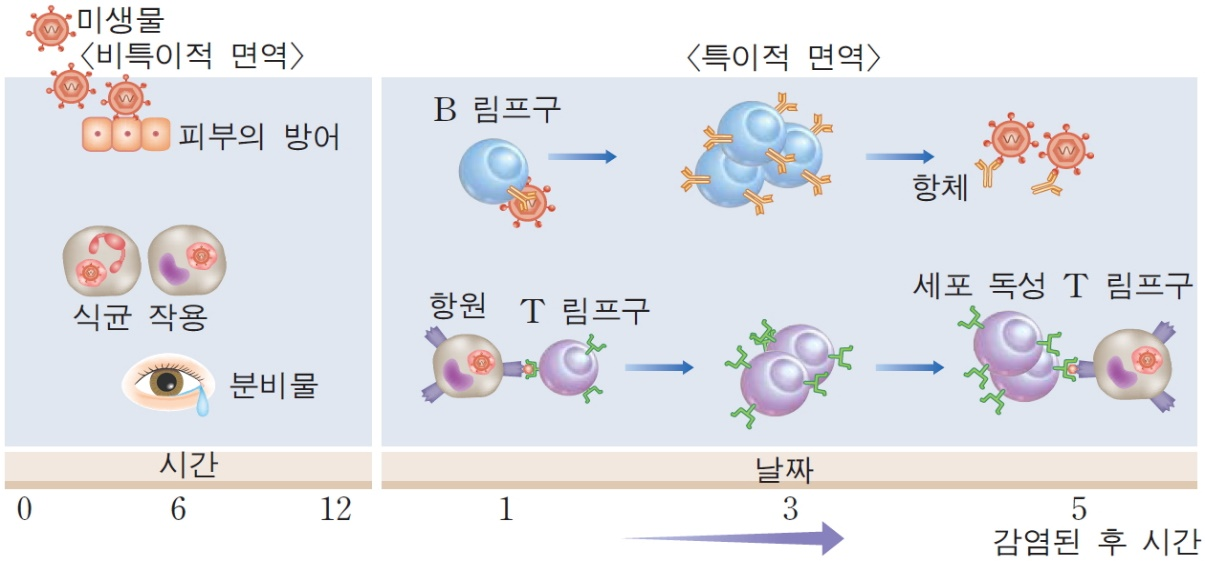 미생물
〈비특이적 면역〉
피부의 방어
식균 작용
분비물
시간
0 6 12
〈특이적 면역〉
B 림프구
항체
항원 T 림프구
세포 독성 T 림프구
날짜
1 3 5
감염된 후 시간